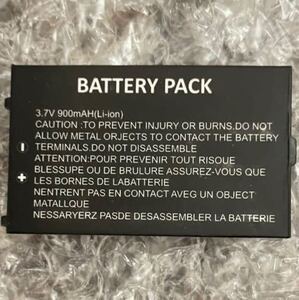 BATTERY PACK
3.7V 900mAH(Li-ion)
CAUTION:TO PREVENT INJURY OR BURNS.DO NOT
ALLOW METAL OBJECTS TO CONTACT THE BATTERY
TERMINALS.DO NOT DISASSEMBLE
ATTENTION:POUR PREVENIR TOUT RISOUE
BLESSUPE OU DE BRULURE ASSUREZ-VOUS QUE
LES BORNES DE LABATTERIE
NENTRENT PAS EN CONTACT AVEG UN OBJECT
MATALLQUE
NESSARYERZ PASDE DESASSEMBLER LA BATTERIE